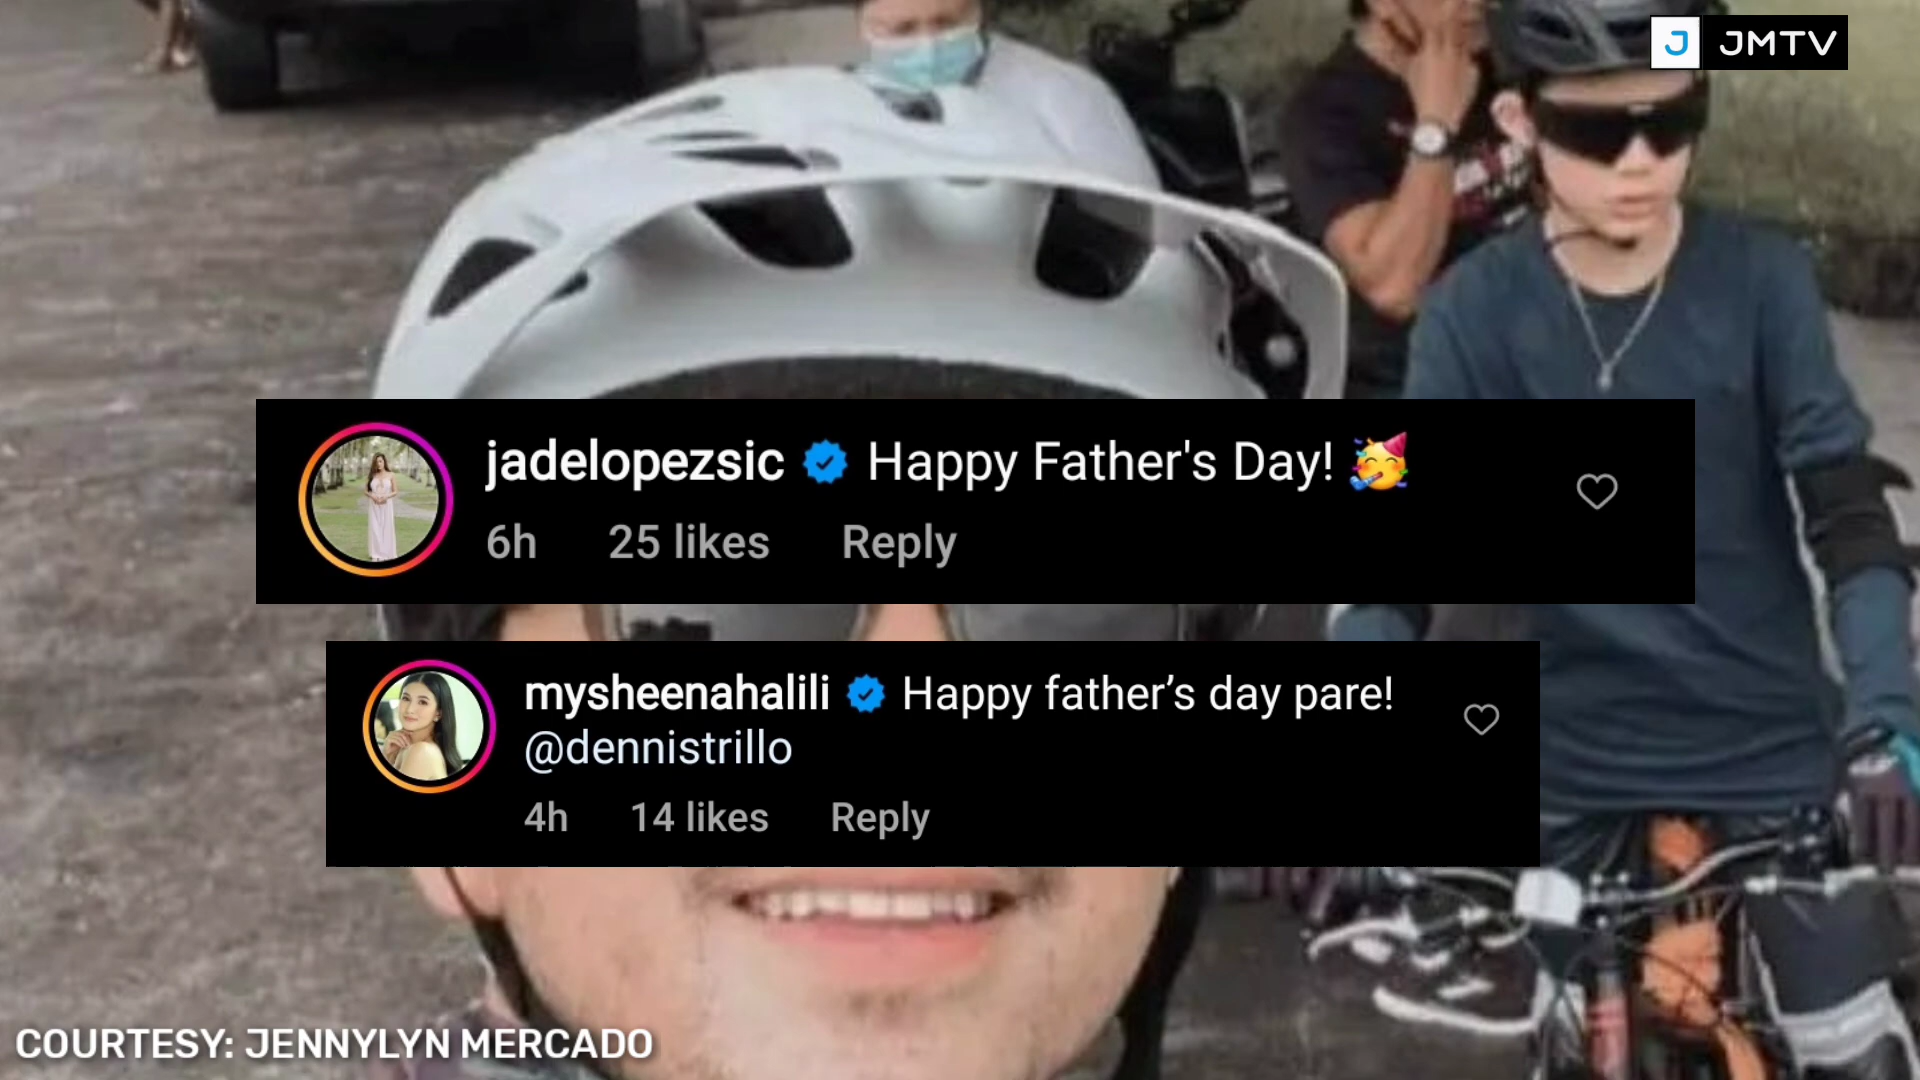 J JMTV
jadelopezsic Happy Father's Day! 🥳
6h 25 likes Reply
mysheenahalili Happy father’s day pare!
@dennistrillo
4h 14 likes Reply
COURTESY: JENNYLYN MERCADO